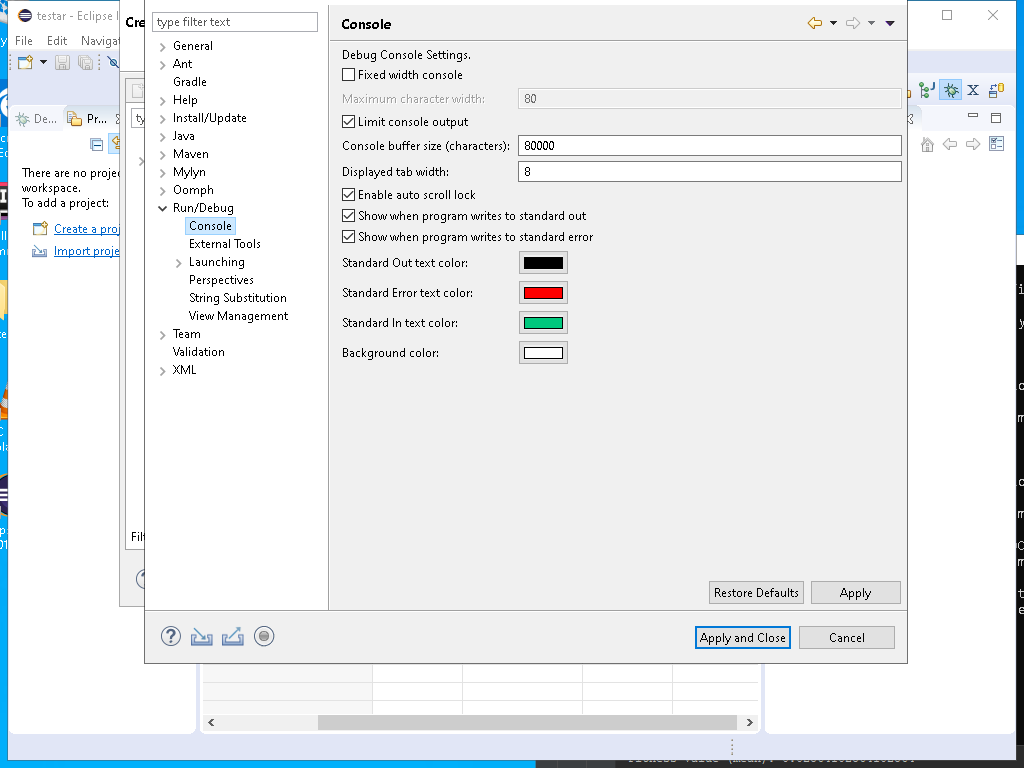 testar - Eclipse I
File Edit Navigat
De... Pr...
There are no proje
workspace.
To add a project:
Create a proj
Import proje
Cre
ty
Filt
type filter text
General
Ant
Gradle
Help
Install/Update
Java
Maven
Mylyn
Oomph
Run/Debug
Console
External Tools
Launching
Perspectives
String Substitution
View Management
Team
Validation
XML
Console
Debug Console Settings.
Fixed width console
Maximum character width: 80
Limit console output
Console buffer size (characters): 80000
Displayed tab width: 8
Enable auto scroll lock
Show when program writes to standard out
Show when program writes to standard error
Standard Out text color:
Standard Error text color:
Standard In text color:
Background color:
Restore Defaults Apply
Apply and Close Cancel